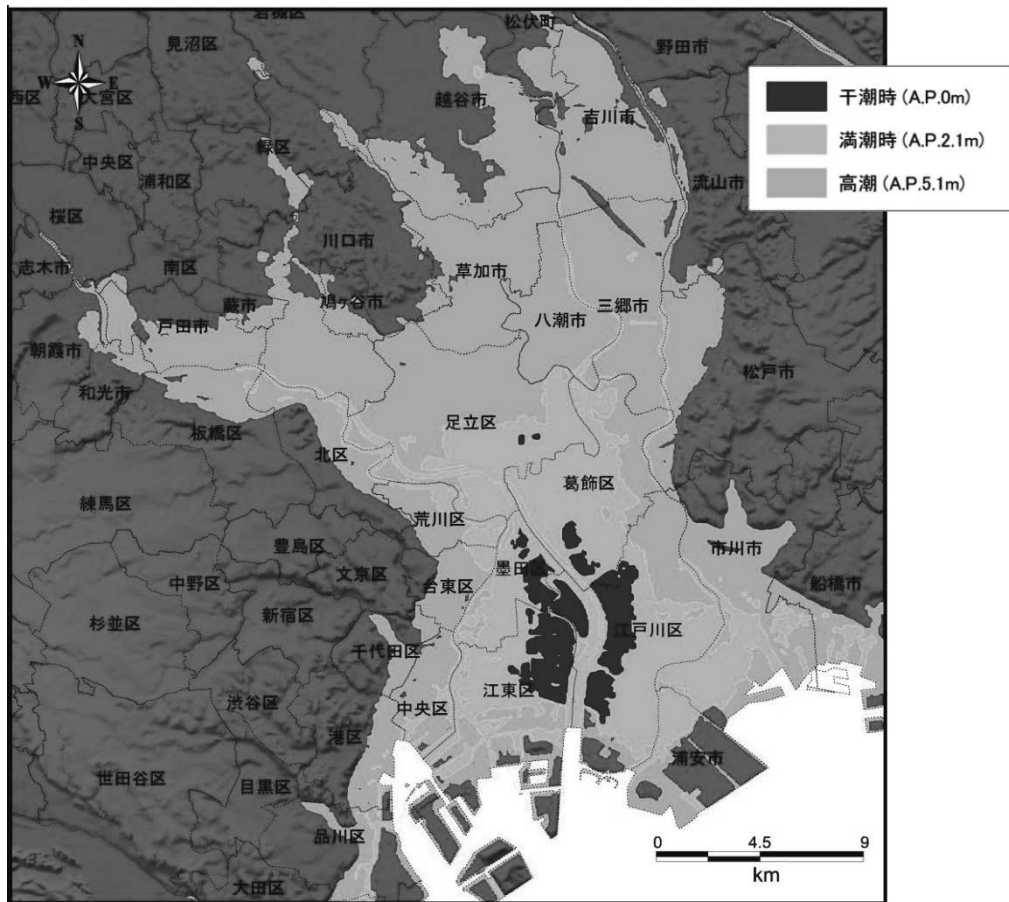 岩槻区
松伏町
見沼区
野田市
N
W
E
S
西区
大宮区
越谷市
吉川市
干潮時 (A.P.0m)
満潮時 (A.P.2.1m)
高潮 (A.P.5.1m)
中央区
緑区
浦和区
流山市
桜区
川口市
志木市
南区
草加市
蕨市
鳩ヶ谷市
三郷市
戸田市
八潮市
朝霞市
松戸市
和光市
板橋区
足立区
北区
葛飾区
練馬区
荒川区
豊島区
市川市
文京区
墨田区
中野区
台東区
船橋市
杉並区
新宿区
江戸川区
千代田区
江東区
渋谷区
中央区
港区
浦安市
世田谷区
目黒区
品川区
大田区
0
4.5
9
km